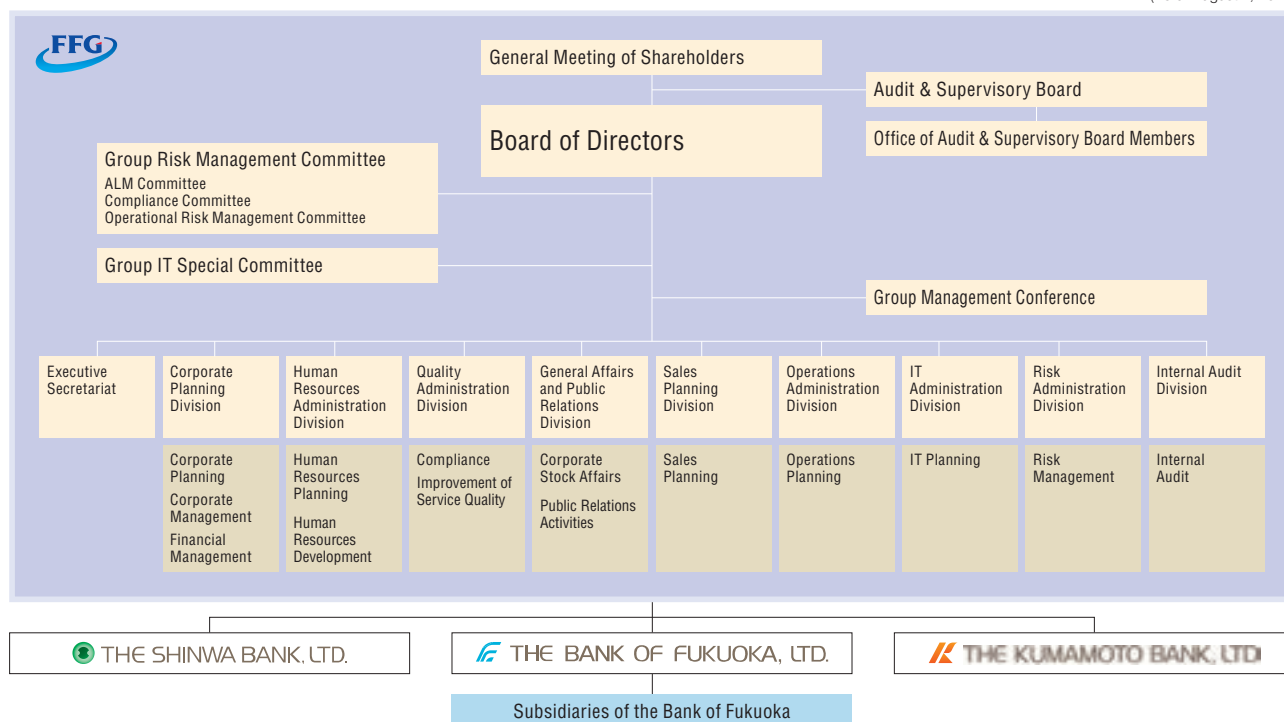 FFG
General Meeting of Shareholders
Audit & Supervisory Board
Board of Directors
Office of Audit & Supervisory Board Members
Group Risk Management Committee
ALM Committee
Compliance Committee
Operational Risk Management Committee
Group IT Special Committee
Group Management Conference
Executive
Secretariat
Corporate
Planning
Division
Human
Resources
Administration
Division
Quality
Administration
Division
General Affairs
and Public
Relations
Division
Sales
Planning
Division
Operations
Administration
Division
IT
Administration
Division
Risk
Administration
Division
Internal Audit
Division
Corporate
Planning
Corporate
Management
Financial
Management
Human
Resources
Planning
Human
Resources
Development
Compliance
Improvement of
Service Quality
Corporate
Stock Affairs
Public Relations
Activities
Sales
Planning
Operations
Planning
IT Planning
Risk
Management
Internal
Audit
THE SHINWA BANK, LTD.
THE BANK OF FUKUOKA, LTD.
THE KUMAMOTO BANK, LTD
Subsidiaries of the Bank of Fukuoka